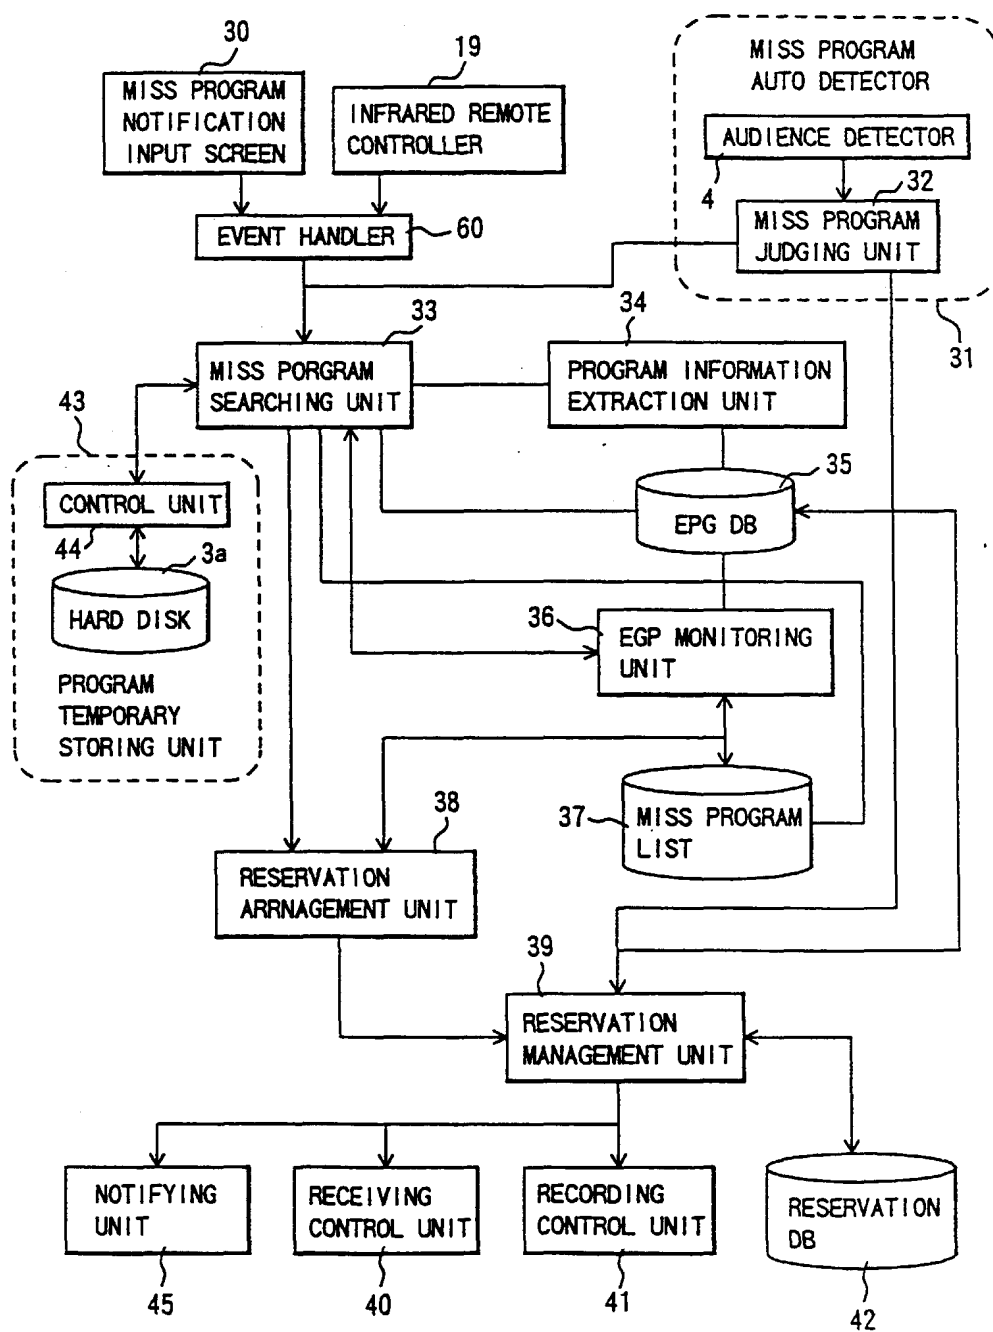 30
MISS PROGRAM
NOTIFICATION
INPUT SCREEN
19
INFRARED REMOTE
CONTROLLER
MISS PROGRAM
AUTO DETECTOR
AUDIENCE DETECTOR
4
32
MISS PROGRAM
JUDGING UNIT
31
EVENT HANDLER
60
33
MISS PORGRAM
SEARCHING UNIT
34
PROGRAM INFORMATION
EXTRACTION UNIT
43
CONTROL UNIT
44
3a
HARD DISK
PROGRAM
TEMPORARY
STORING UNIT
35
EPG DB
36
EGP MONITORING
UNIT
37
MISS PROGRAM
LIST
38
RESERVATION
ARRNAGEMENT UNIT
39
RESERVATION
MANAGEMENT UNIT
NOTIFYING
UNIT
45
RECEIVING
CONTROL UNIT
40
RECORDING
CONTROL UNIT
41
RESERVATION
DB
42